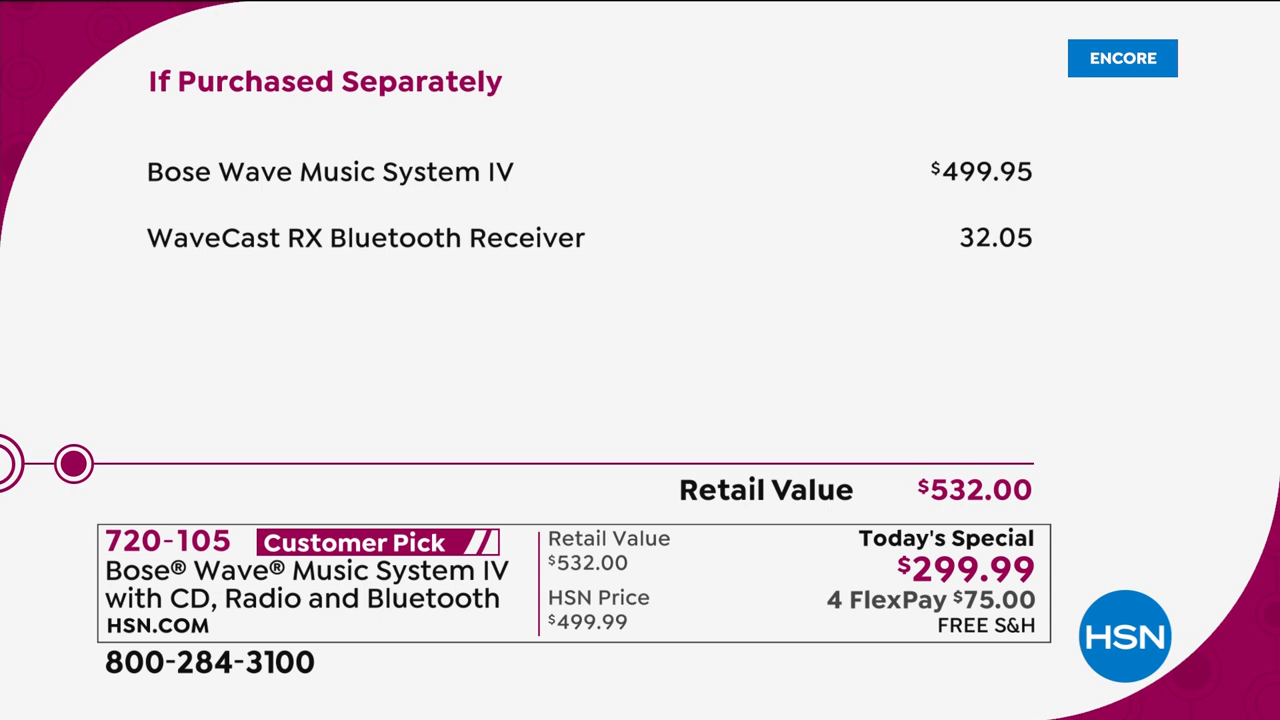 ENCORE
If Purchased Separately
Bose Wave Music System IV $499.95
WaveCast RX Bluetooth Receiver 32.05
Retail Value $532.00
720-105 Customer Pick
Bose® Wave® Music System IV
with CD, Radio and Bluetooth
HSN.COM
Retail Value
$532.00
HSN Price
$499.99
Today's Special
$299.99
4 FlexPay $75.00
FREE S&H
HSN
800-284-3100